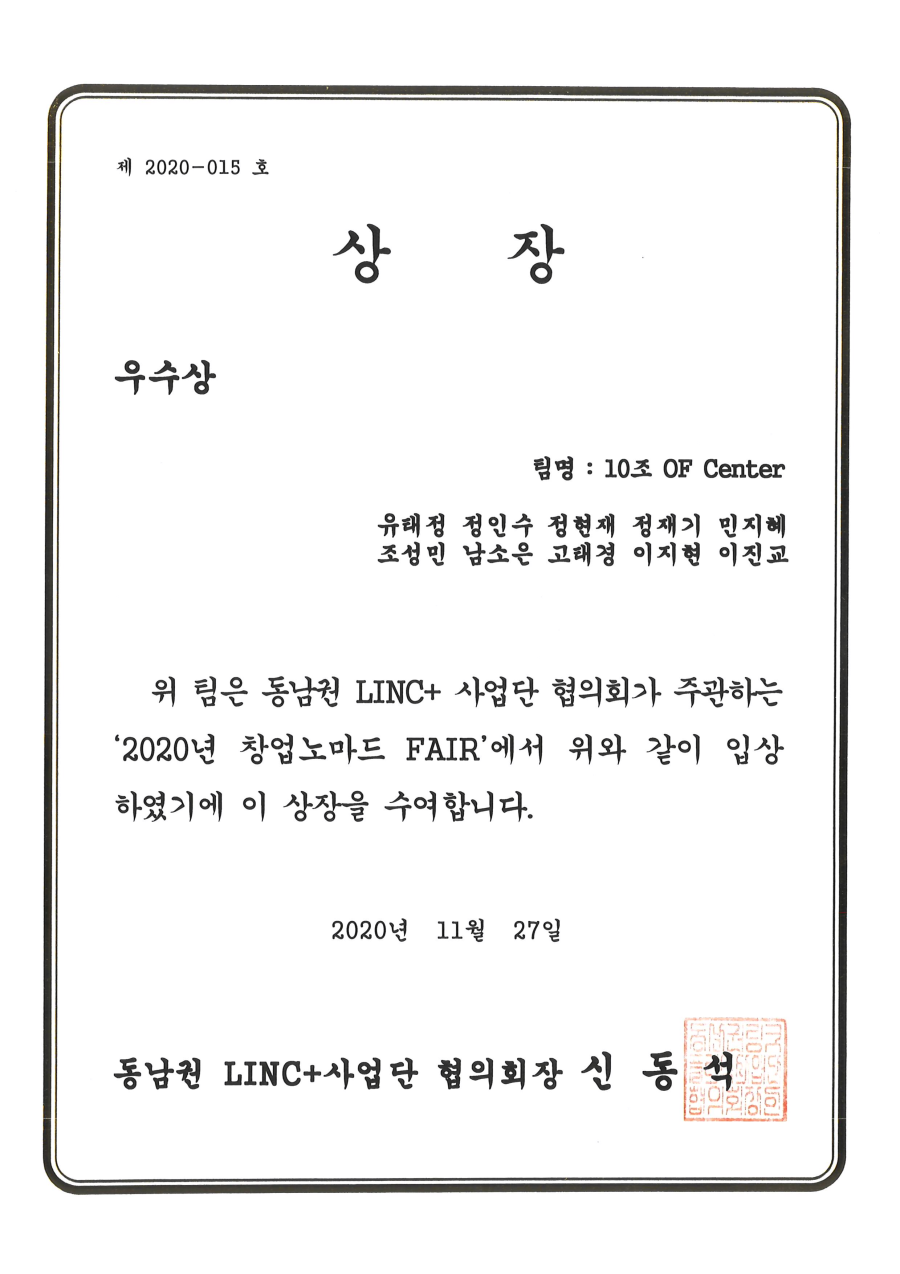 제 2020-015 호
상 장
우수상
팀명 : 10조 OF Center
유태정 정인수 정현재 정재기 민지혜
조성민 남소은 고태경 이지현 이진교
위 팀은 동남권 LINC+ 사업단 협의회가 주관하는
‘2020년 창업노마드 FAIR’에서 위와 같이 입상
하였기에 이 상장을 수여합니다.
2020년 11월 27일
동남권 LINC+사업단 협의회장 신 동 석